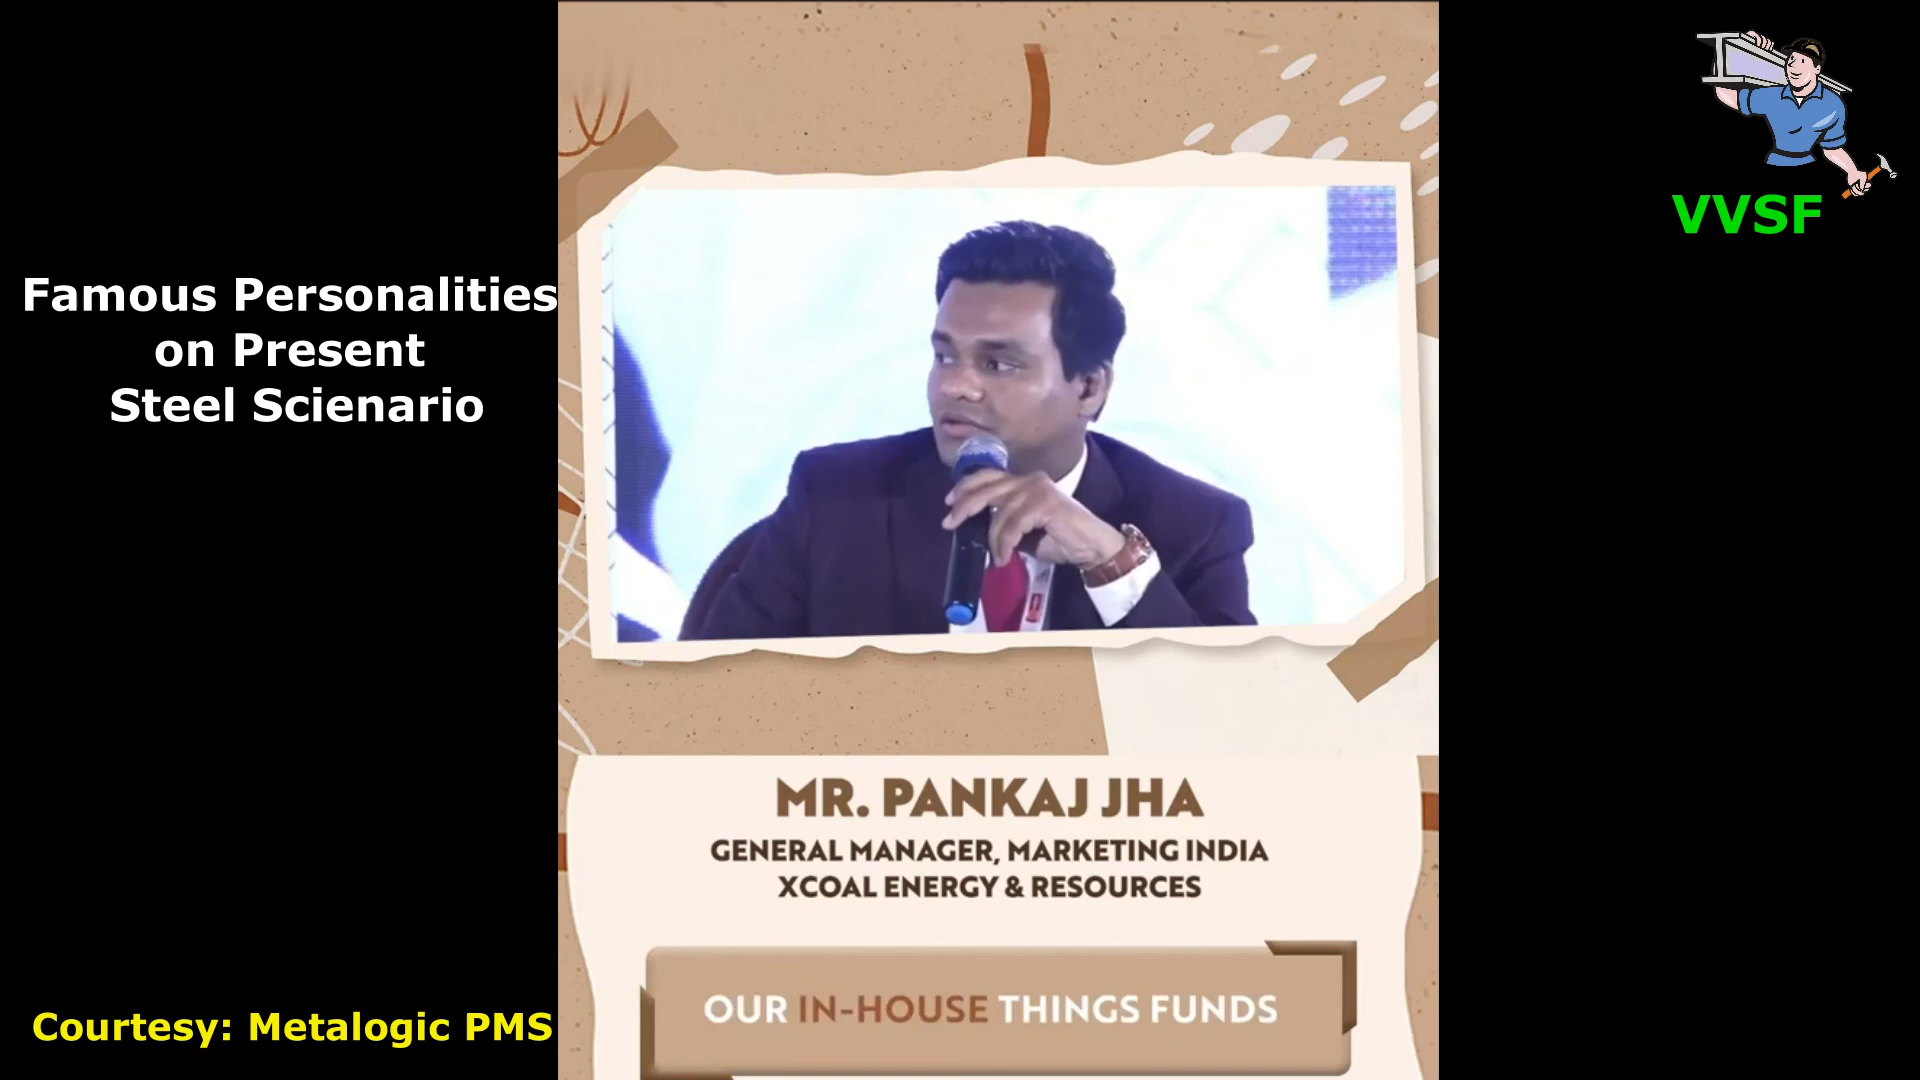 Famous Personalities
on Present
Steel Scienario
VVSF
MR. PANKAJ JHA
GENERAL MANAGER, MARKETING INDIA
XCOAL ENERGY & RESOURCES
OUR IN-HOUSE THINGS FUNDS
Courtesy: Metalogic PMS